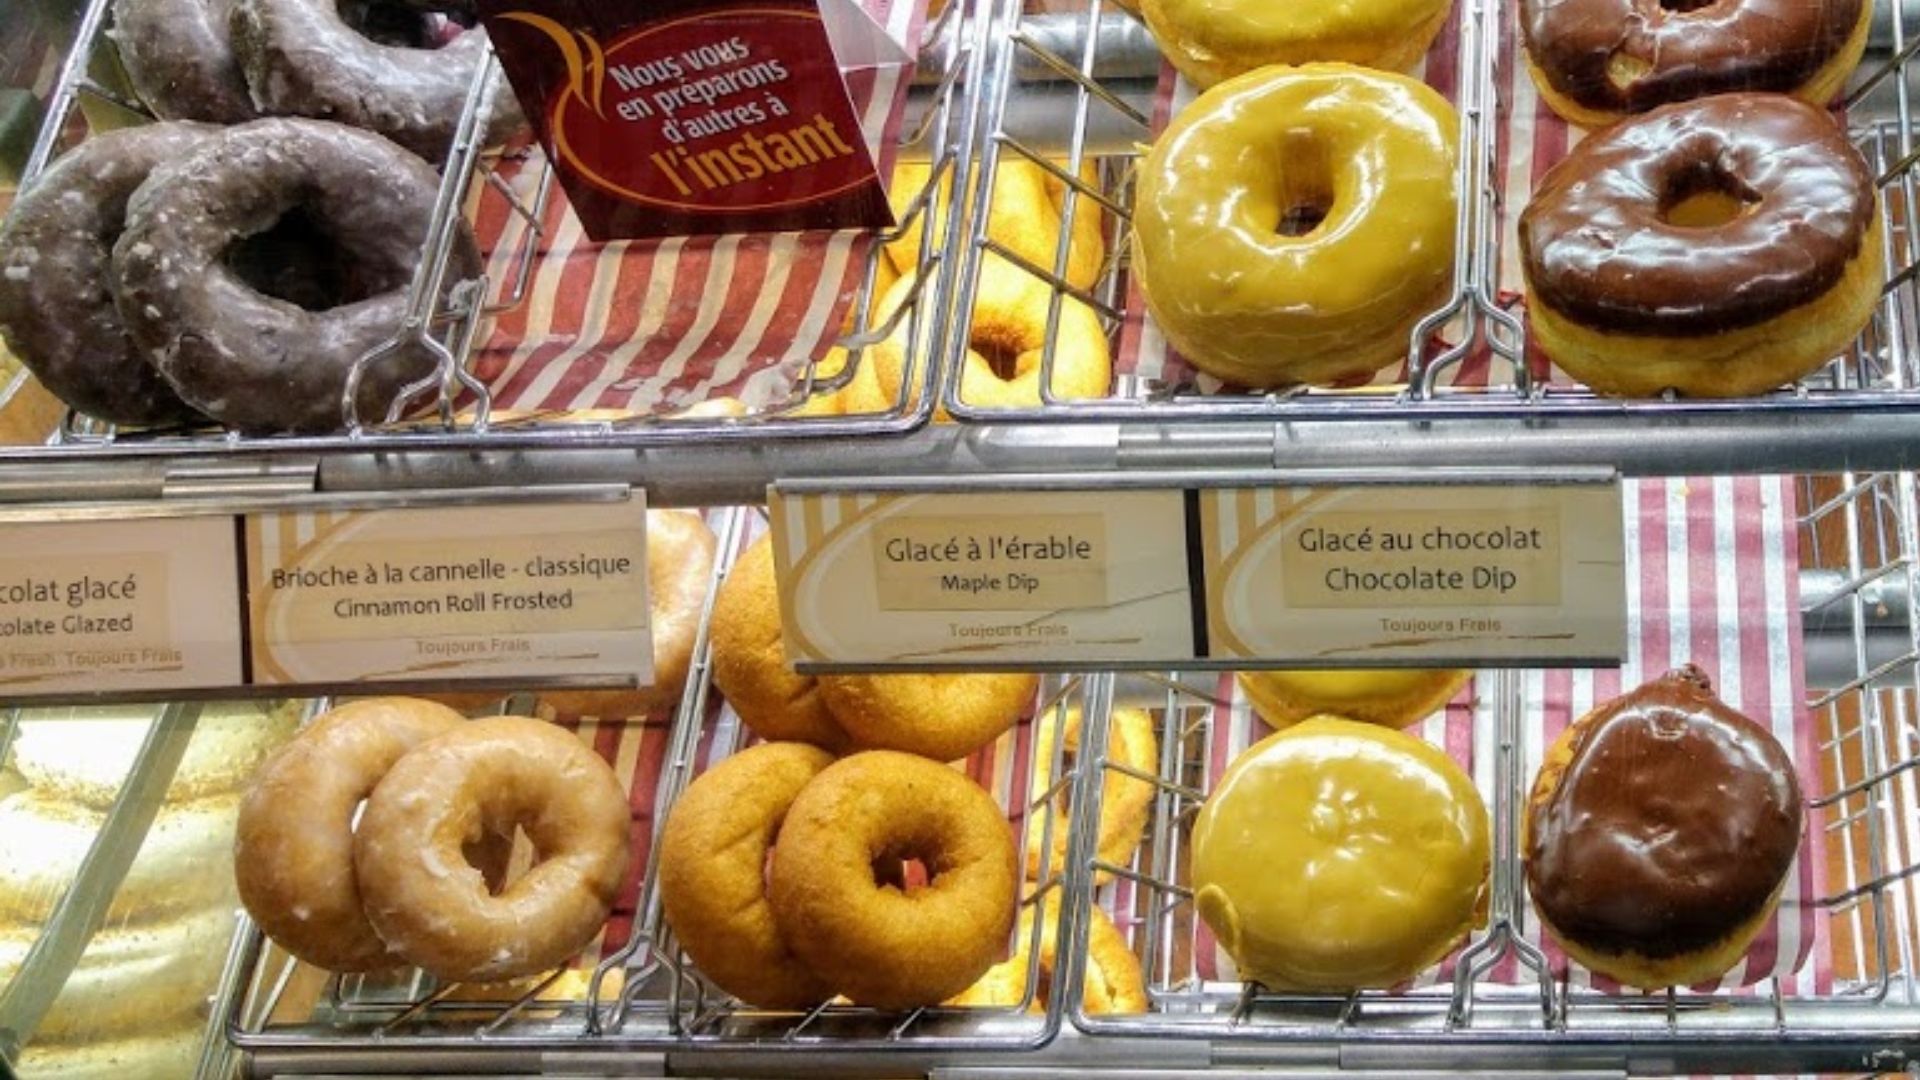 Nous vous
en préparons
d'autres à
l'instant
colat glacé
olate Glazed
Fresh Toujours Frais
Brioche à la cannelle - classique
Cinnamon Roll Frosted
Toujours Frais
Glacé à l'érable
Maple Dip
Toujours Frais
Glacé au chocolat
Chocolate Dip
Toujours Frais